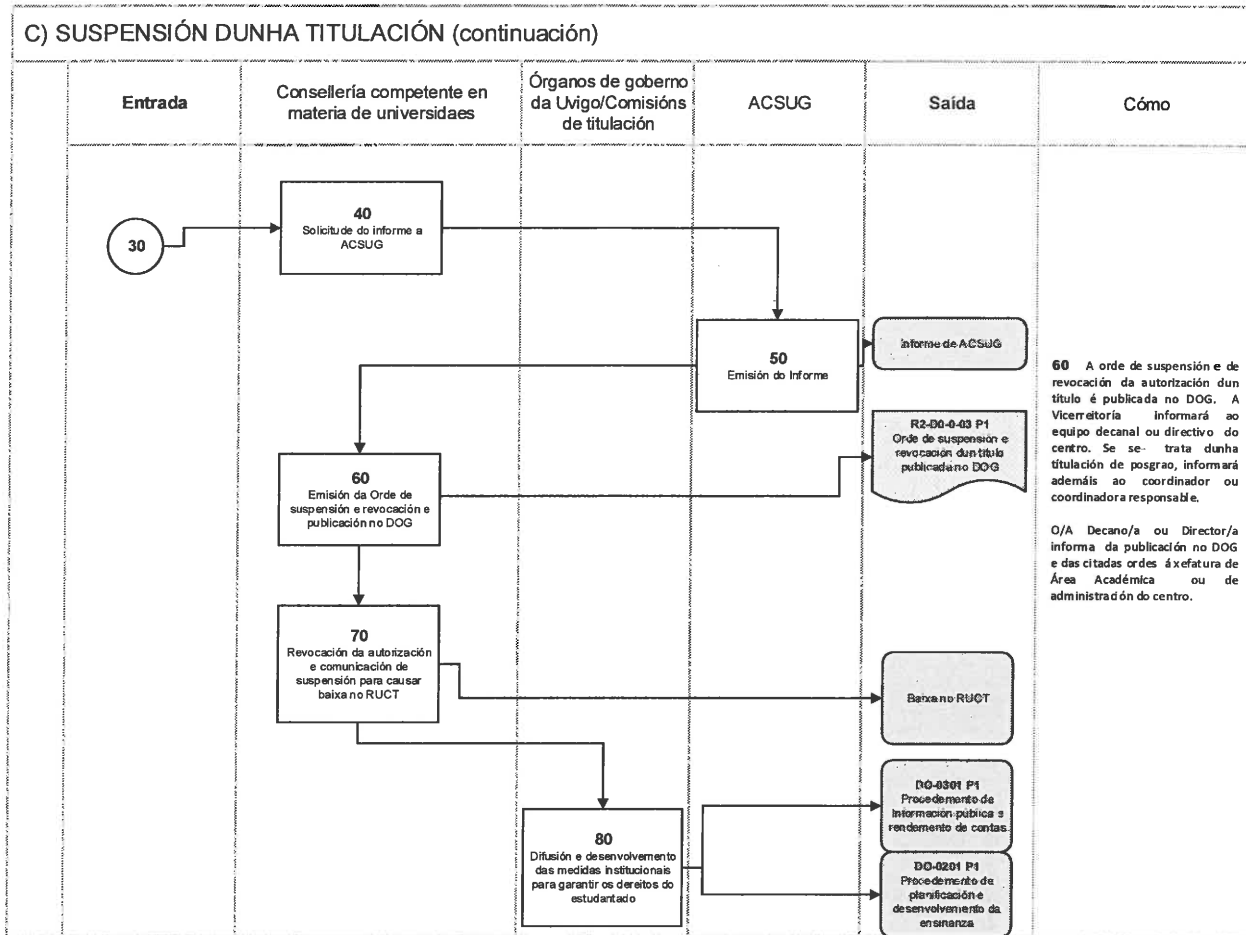 C) SUSPENSIÓN DUNHA TITULACIÓN (continuación)
Entrada
Consellería competente en
materia de universidaes
Órganos de goberno
da Uvigo/Comisións
de titulación
ACSUG
Saída
Cómo
30
40
Solicitude do informe a
ACSUG
50
Emisión do Informe
Informe de ACSUG
60
Emisión da Orde de
suspensión e revocación e
publicación no DOG
R2-D0-0-03 P1
Orde de suspensión e
revocación dun título
publicada no DOG
60 A orde de suspensión e de
revocación da autorización dun
título é publicada no DOG. A
Vicerreitoría informará ao
equipo decanal ou directivo do
centro. Se se trata dunha
titulación de posgrao, informará
ademáis ao coordinador ou
coordinadora responsable.
O/A Decano/a ou Director/a
informa da publicación no DOG
e das citadas ordes áxefatura de
Área Académica ou de
administración do centro.
70
Revocación da autorización
e comunicación de
suspensión para causar
baixa no RUCT
Baixa no RUCT
80
Difusión e desenvolvemento
das medidas institucionais
para garantir os dereitos do
estudantado
DO-0301 P1
Procedemento de
Información pública e
rendemento de contas
DO-0201 P1
Procedemento de
planificación e
desenvolvemento da
ensinanza